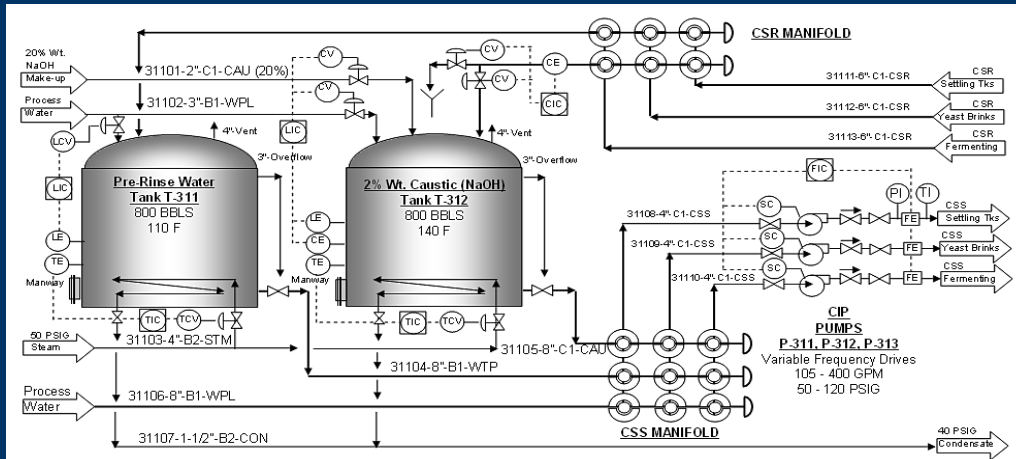 CSR MANIFOLD
20% Wt.
NaOH
Make-up
31101-2"-C1-CAU (20%)
CV
CV
CV
CE
CIC
31111-6"-C1-CSR
CSR
Settling Tks
31112-6"-C1-CSR
CSR
Yeast Brinks
31113-6"-C1-CSR
CSR
Fermenting
Process
Water
31102-3"-B1-WPL
LCV
LIC
LIC
4"-Vent
4"-Vent
3"-Overflow
3"-Overflow
Pre-Rinse Water
Tank T-311
800 BBLS
110 F
2% Wt. Caustic (NaOH)
Tank T-312
800 BBLS
140 F
LE
TE
LE
CE
TE
Manway
Manway
TIC
TCV
TIC
TCV
FIC
PI
TI
SC
SC
SC
FE
FE
FE
31108-4"-C1-CSS
31109-4"-C1-CSS
31110-4"-C1-CSS
CSS
Settling Tks
CSS
Yeast Brinks
CSS
Fermenting
50 PSIG
Steam
31103-4"-B2-STM
31105-8"-C1-CAU
31104-8"-B1-WTP
Process
Water
31106-8"-B1-WPL
CSS MANIFOLD
CIP
PUMPS
P-311, P-312, P-313
Variable Frequency Drives
105 - 400 GPM
50 - 120 PSIG
31107-1-1/2"-B2-CON
40 PSIG
Condensate